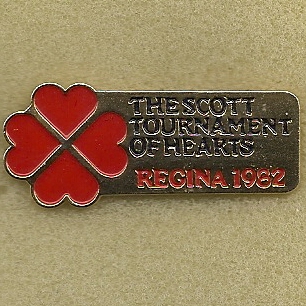 THE SCOTT
TOURNAMENT
OF HEARTS
REGINA 1982